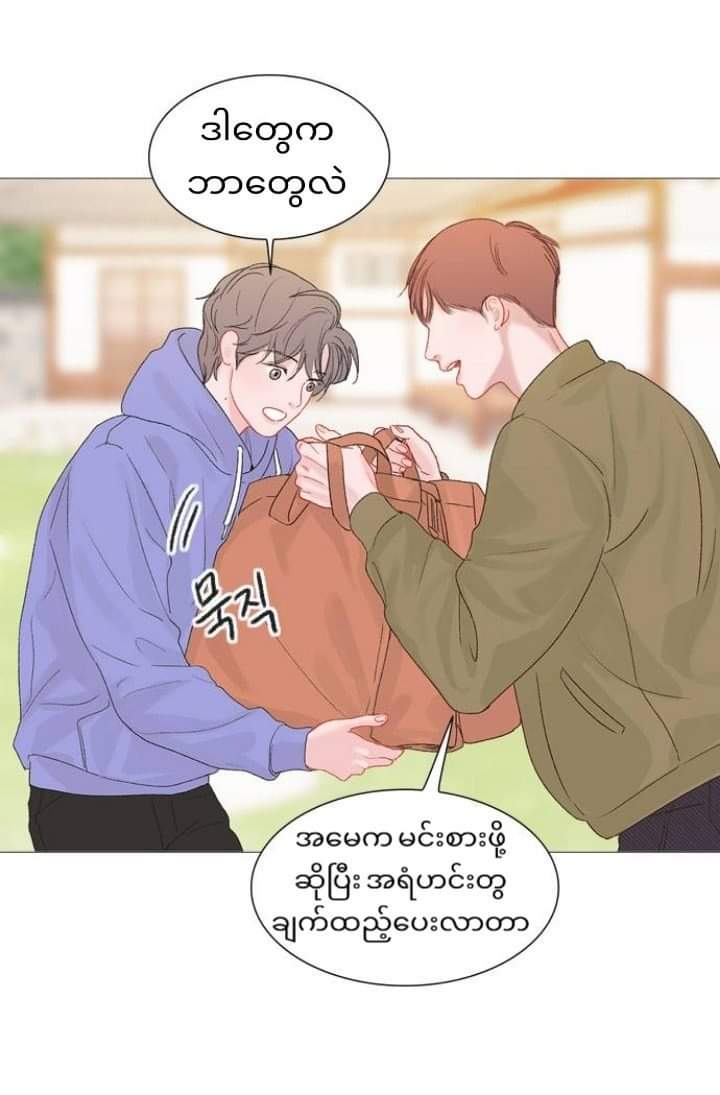 ဒါတွေက
ဘာတွေလဲ
묵직
အမေက မင်းစားဖို့
ဆိုပြီး အရံဟင်းတွ
ချက်ထည့်ပေးလာတာ